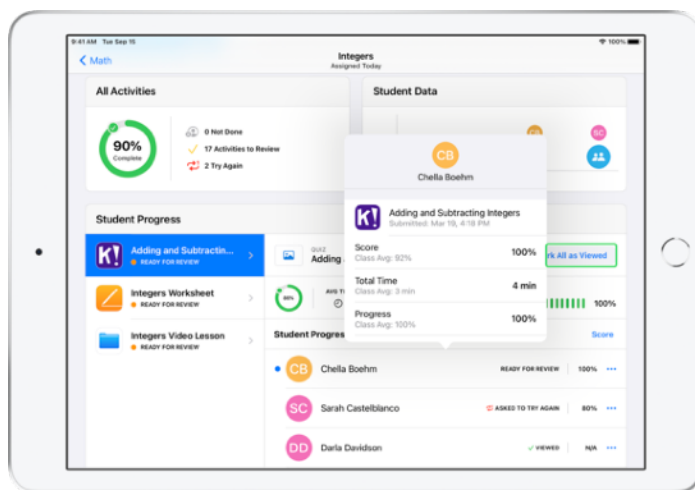 9:41 AM Tue Sep 15
100%
Math
Integers
Assigned Today
All Activities
90%
Complete
0 Not Done
17 Activities to Review
2 Try Again
Student Data
CB
SC
CB
Chella Boehm
K!
Adding and Subtracting Integers
Submitted: Mar 19, 4:18 PM
Score
Class Avg: 92%
100%
Total Time
Class Avg: 3 min
4 min
Progress
Class Avg: 100%
100%
Student Progress
K!
Adding and Subtractin...
READY FOR REVIEW
Integers Worksheet
READY FOR REVIEW
Integers Video Lesson
READY FOR REVIEW
QUIZ
Adding
rk All as Viewed
AVG T
100%
Student Progres
Score
CB
Chella Boehm
READY FOR REVIEW
100%
SC
Sarah Castelblanco
ASKED TO TRY AGAIN
80%
DD
Darla Davidson
VIEWED
N/A